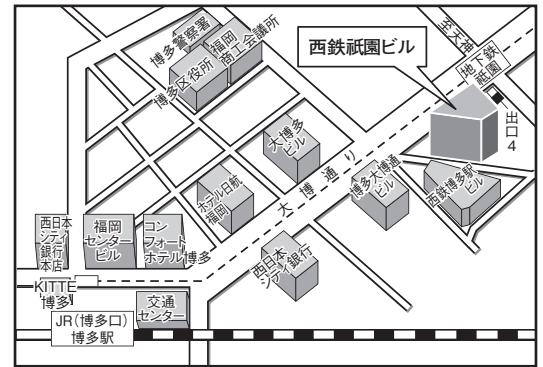 博多警察署
福岡
商工会議所
博多区役所
西鉄祇園ビル
至天神
地下鉄
祇園
出口4
大博多
ビル
大博通り
博多大博通
ビル
西鉄博多駅前
ビル
ホテル日航
福岡
西日本
シティ銀行
西日本
シティ
銀行
本店
福岡
センター
ビル
コン
フォート
ホテル博多
KITTE
博多
交通
センター
JR(博多口)
博多駅